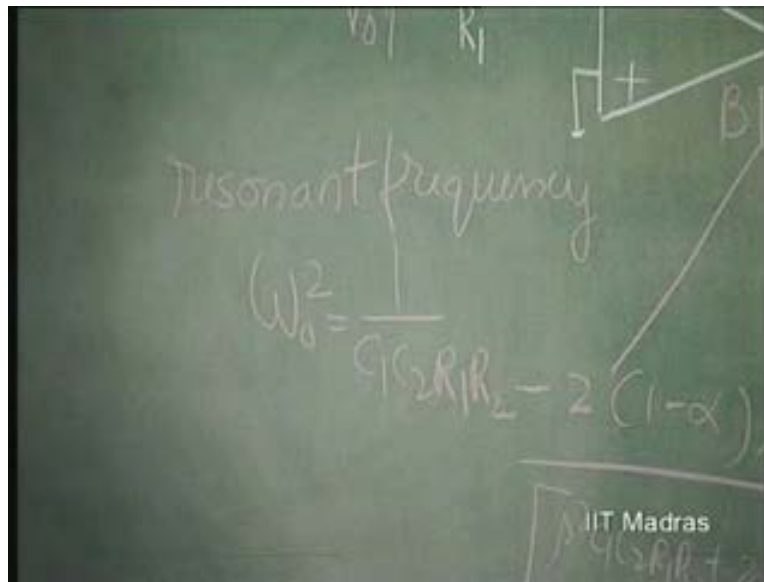 R₁
+
B
resonant frequency
ω₀² = 1 / C₁C₂R₁R₂
- 2 (1-α)
IIT Madras